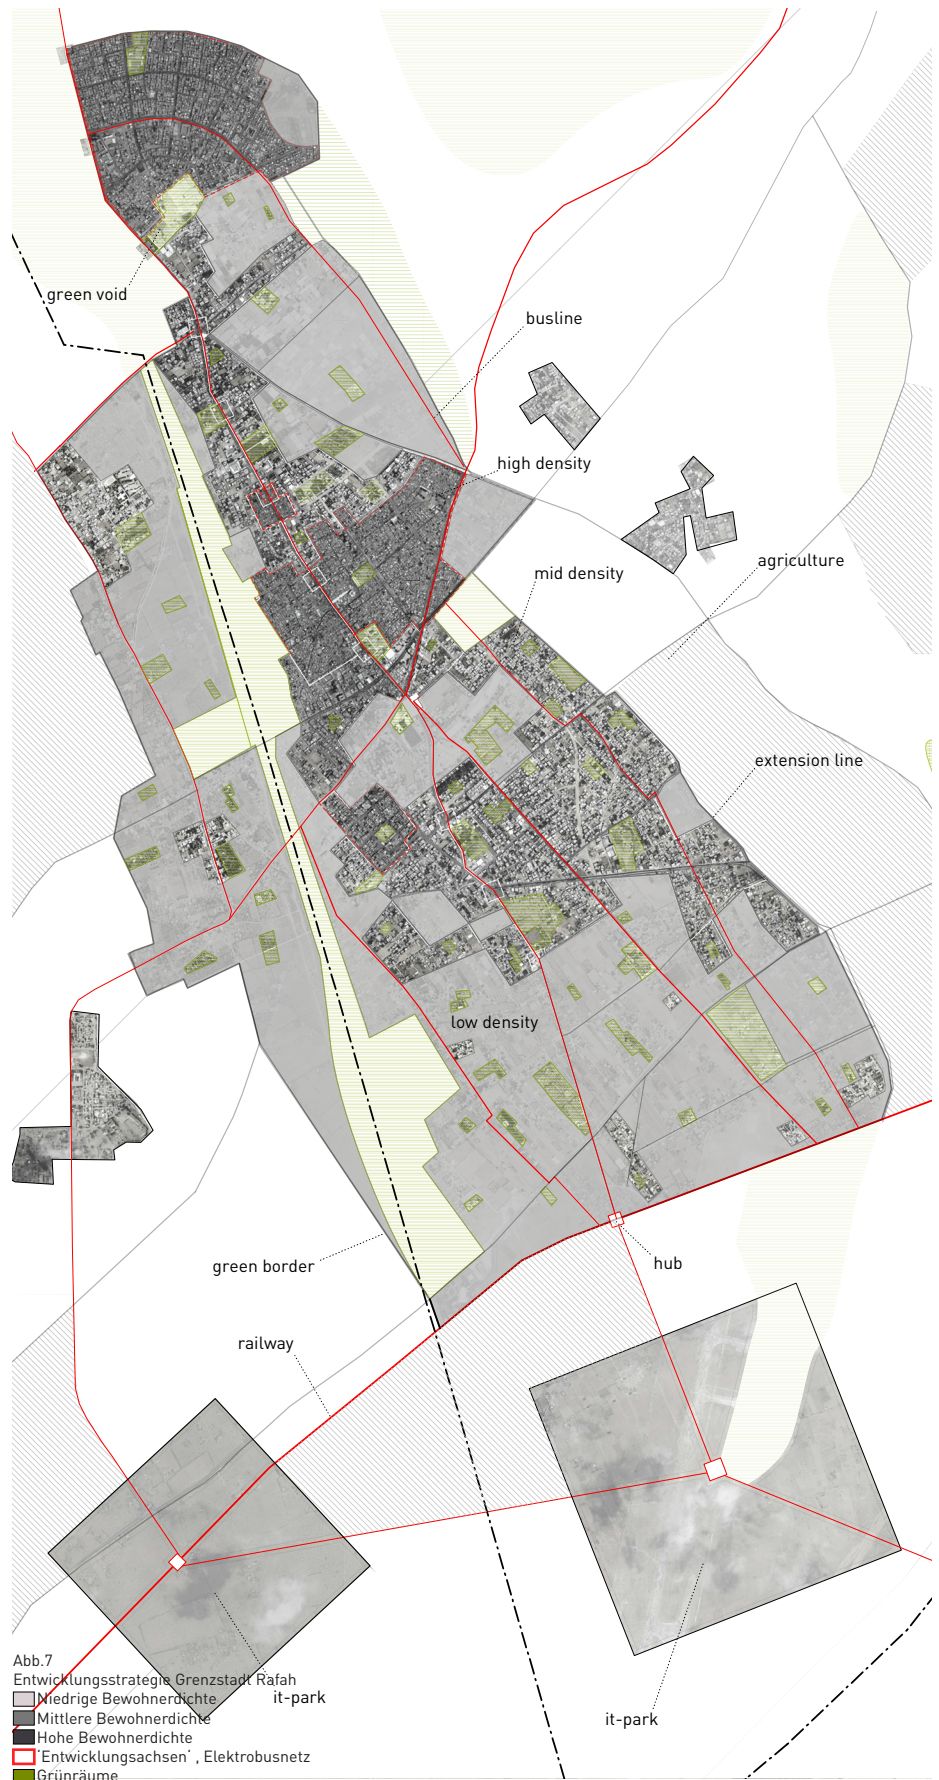 green void
busline
high density
mid density
agriculture
extension line
low density
green border
hub
railway
it-park
it-park
Abb.7
Entwicklungsstrategie Grenzstadt Rafah
Niedrige Bewohnerdichte
Mittlere Bewohnerdichte
Hohe Bewohnerdichte
'Entwicklungsachsen' , Elektrobusnetz
Grünräume